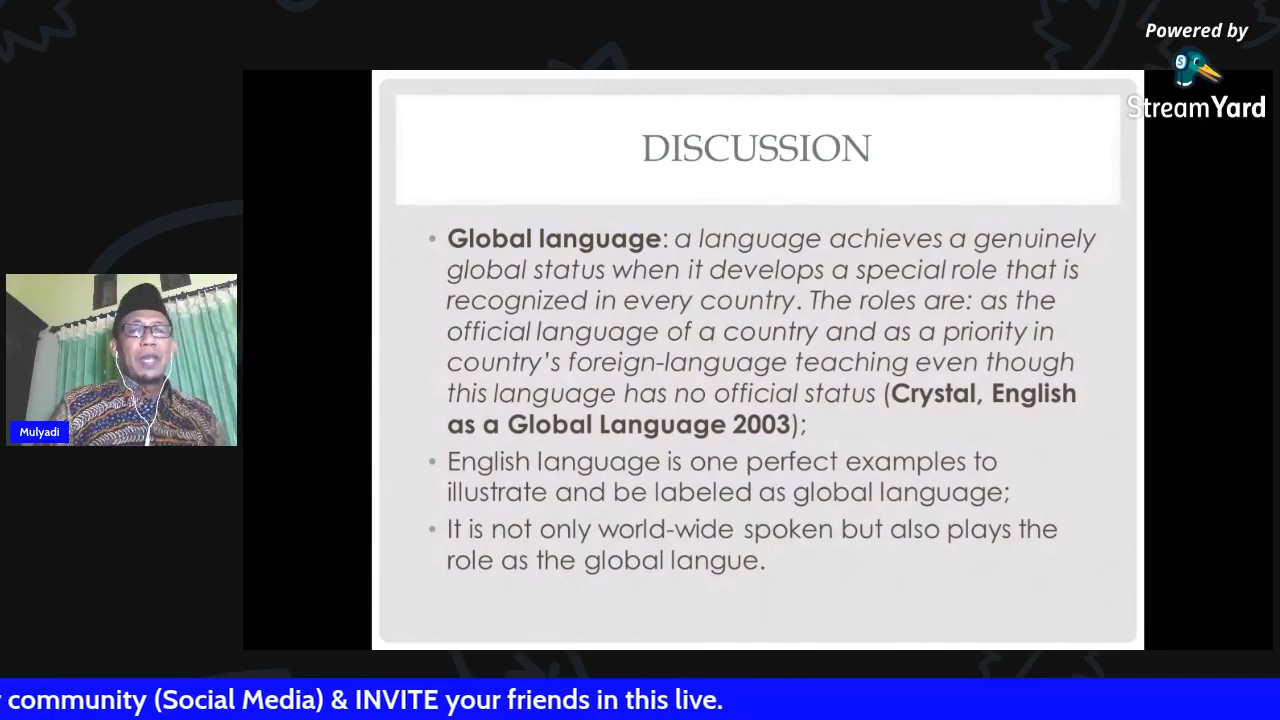 Powered by
StreamYard
DISCUSSION
• Global language: a language achieves a genuinely
global status when it develops a special role that is
recognized in every country. The roles are: as the
official language of a country and as a priority in
country's foreign-language teaching even though
this language has no official status (Crystal, English
as a Global Language 2003);
• English language is one perfect examples to
illustrate and be labeled as global language;
• It is not only world-wide spoken but also plays the
role as the global langue.
Mulyadi
community (Social Media) & INVITE your friends in this live.